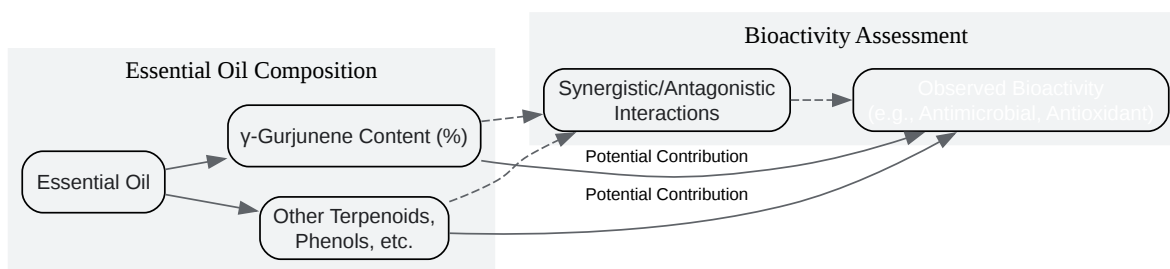 Bioactivity Assessment
Essential Oil Composition
Essential Oil
γ-Gurjunene Content (%)
Other Terpenoids,
Phenols, etc.
Synergistic/Antagonistic
Interactions
Observed Bioactivity
(e.g., Antimicrobial, Antioxidant)
Potential Contribution
Potential Contribution